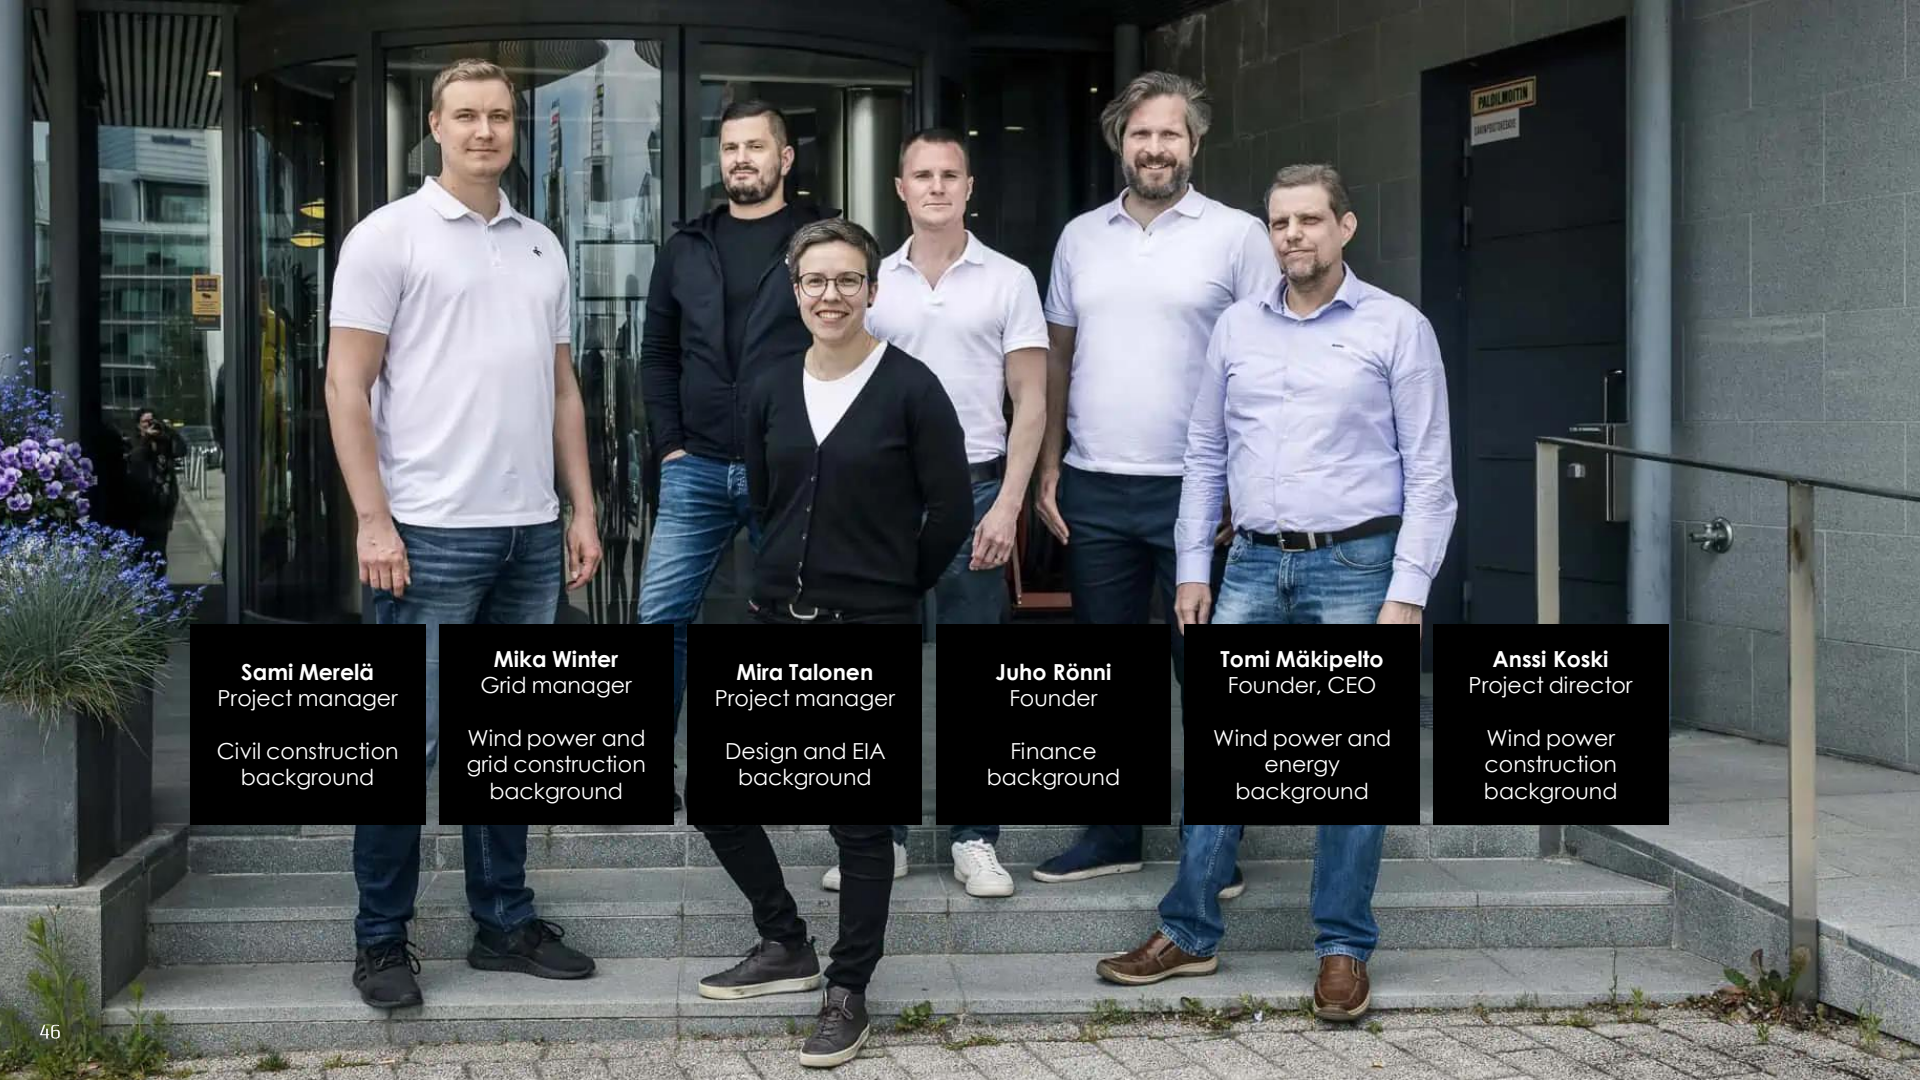 PALOILMOITIN
Sami Merelä
Project manager
Civil construction
background
Mika Winter
Grid manager
Wind power and
grid construction
background
Mira Talonen
Project manager
Design and EIA
background
Juho Rönni
Founder
Finance
background
Tomi Mäkipelto
Founder, CEO
Wind power and
energy
background
Anssi Koski
Project director
Wind power
construction
background
46